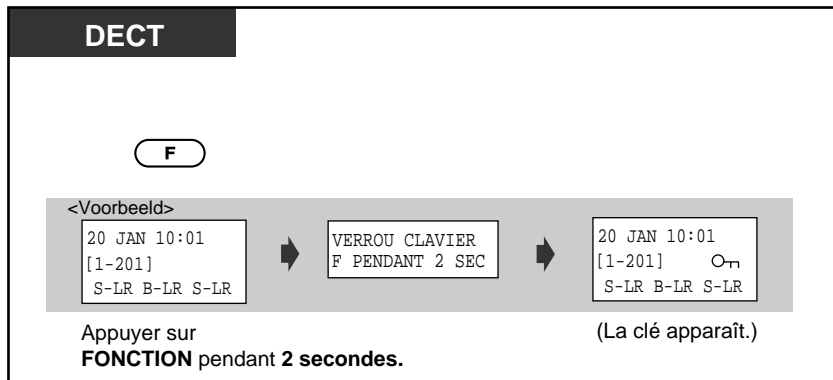 DECT
F
<Voorbeeld>
20 JAN 10:01
[1-201]
S-LR B-LR S-LR
VERROU CLAVIER
F PENDANT 2 SEC
20 JAN 10:01
[1-201]
S-LR B-LR S-LR
Appuyer sur
FONCTION pendant 2 secondes.
(La clé apparaît.)